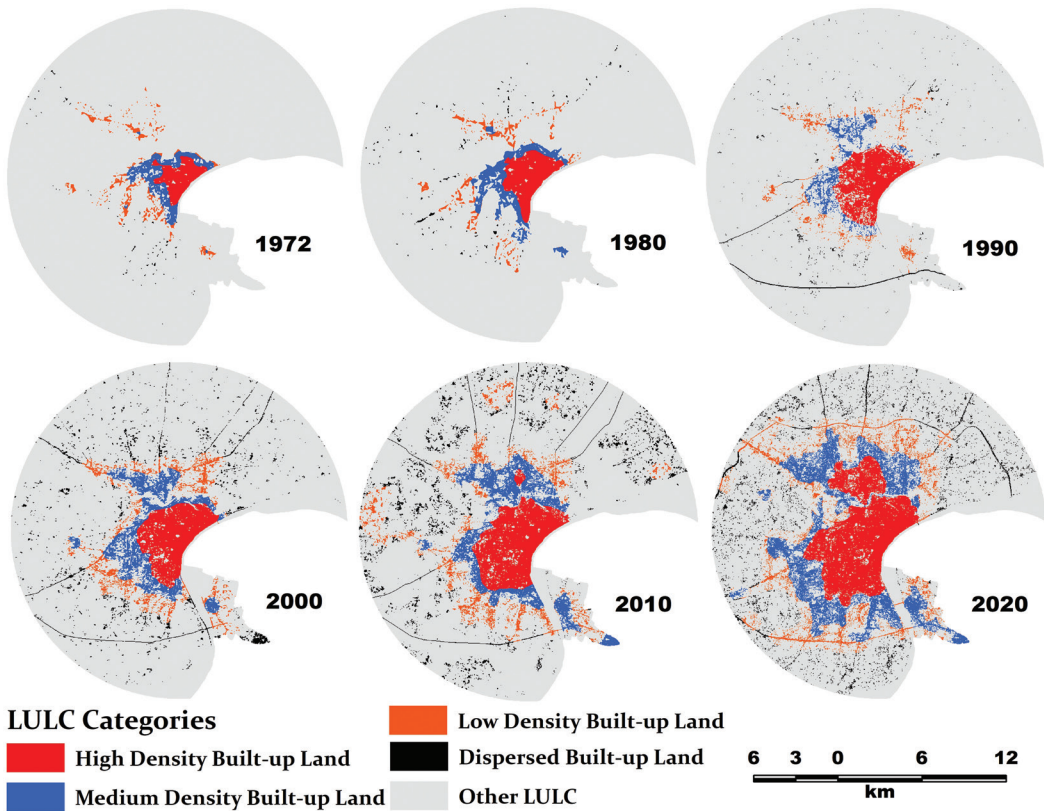 1972
1980
1990
2000
2010
2020
LULC Categories
High Density Built-up Land
Medium Density Built-up Land
Low Density Built-up Land
Dispersed Built-up Land
Other LULC
6 3 0 6 12
km